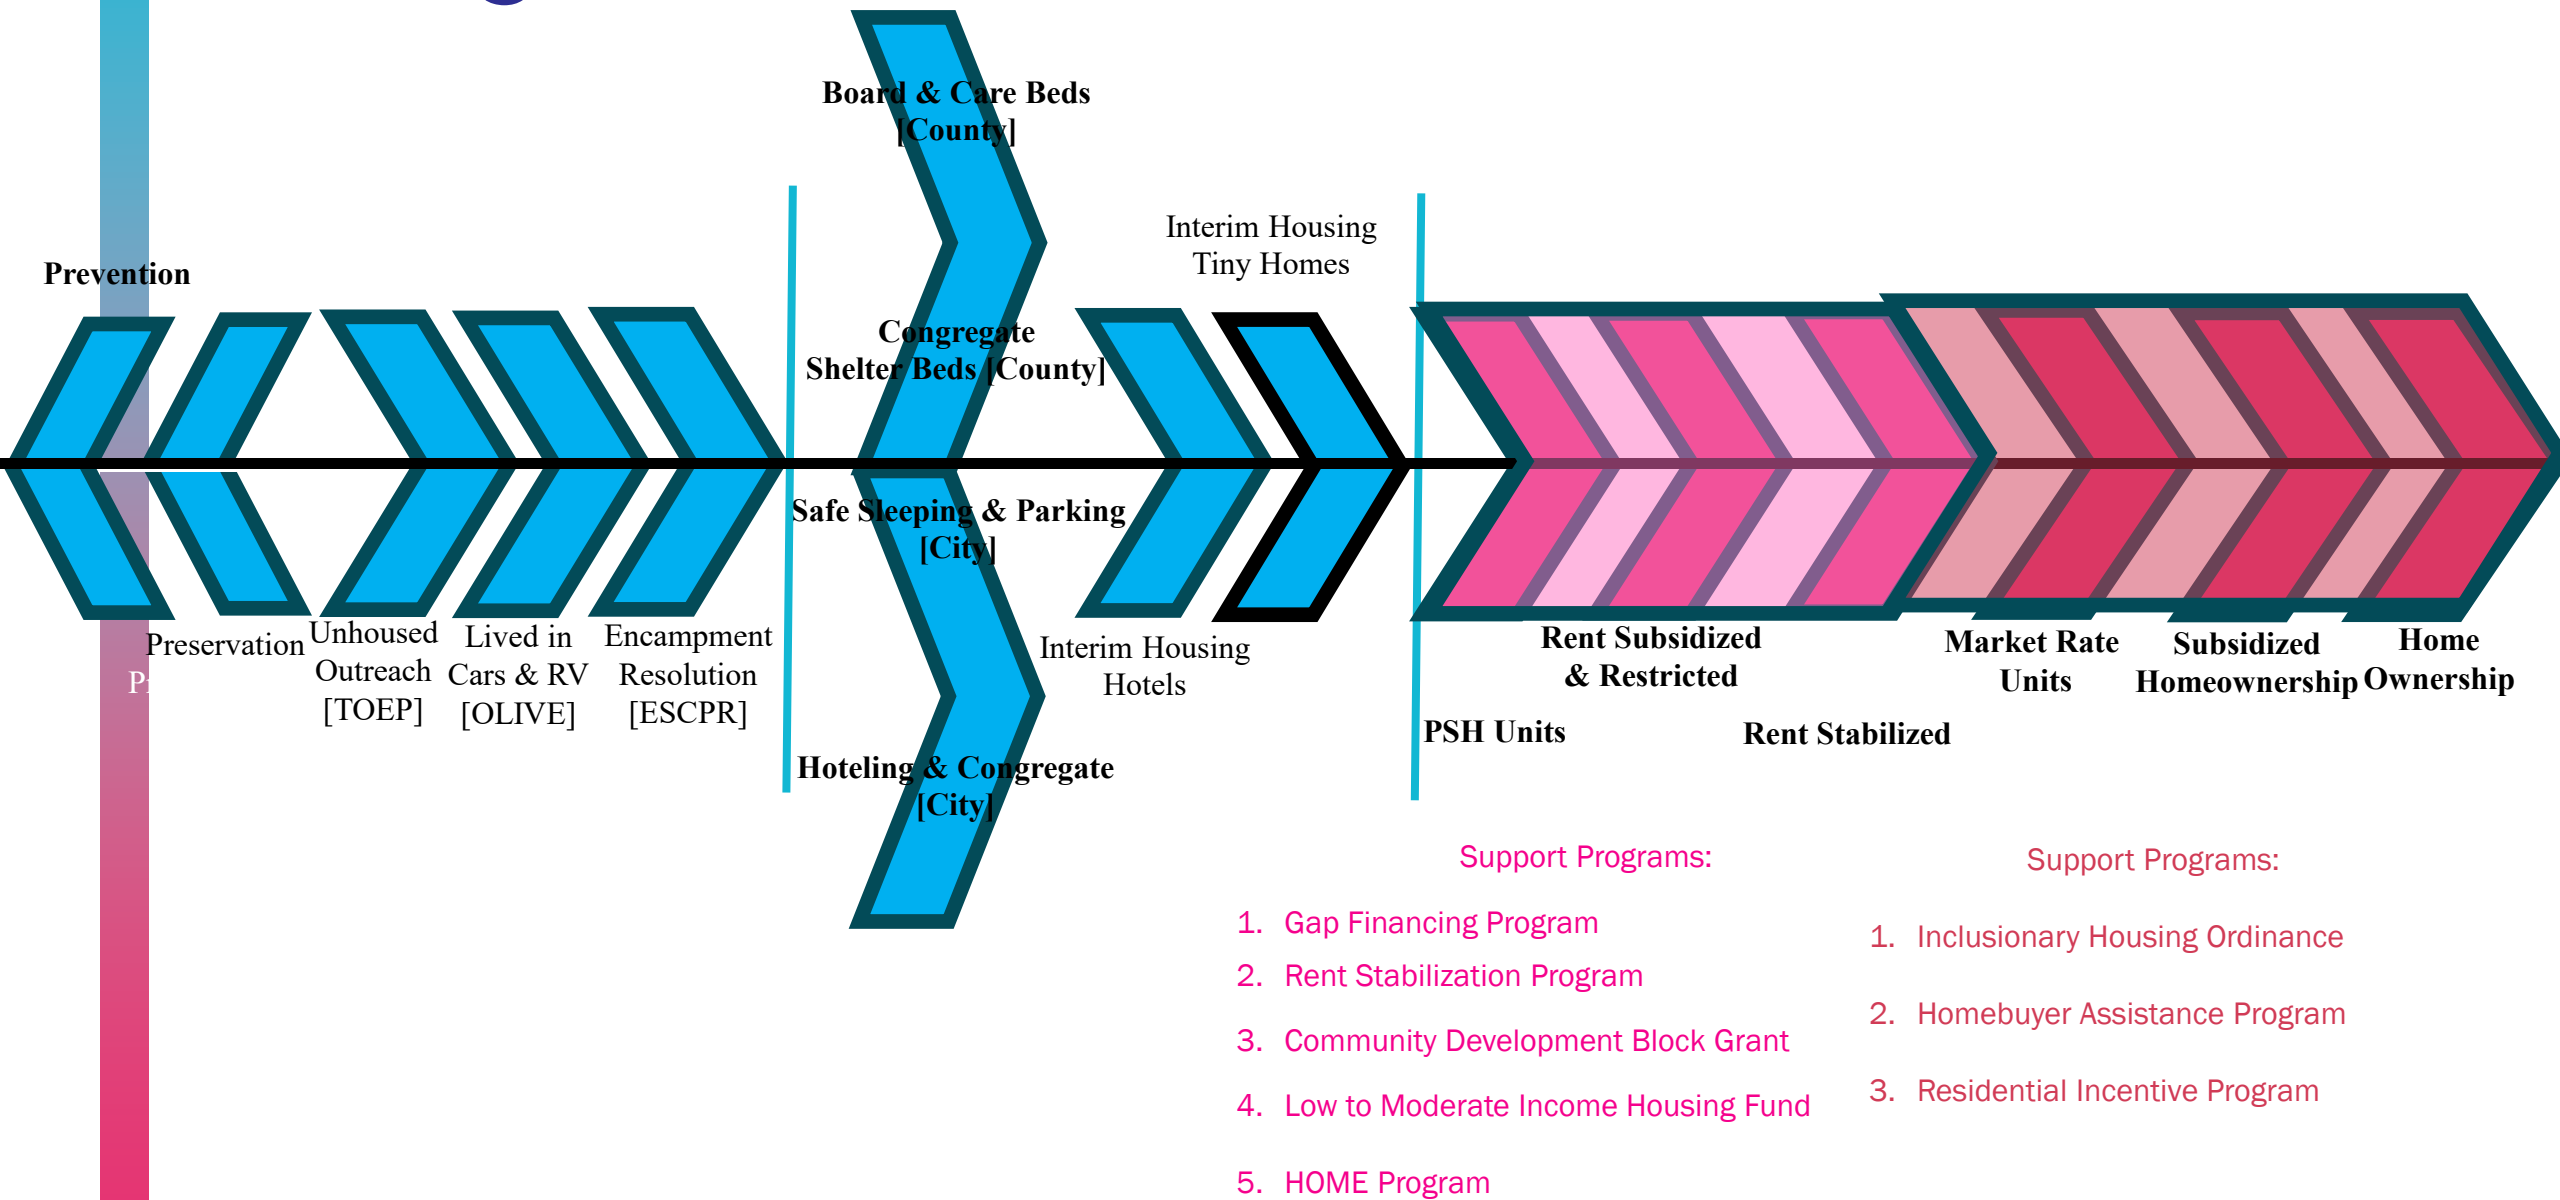 Board & Care Beds
[County]
Interim Housing
Tiny Homes
Prevention
Congregate
Shelter Beds [County]
Safe Sleeping & Parking
[City]
Preservation
Unhoused
Outreach
[TOEP]
Lived in
Cars & RV
[OLIVE]
Encampment
Resolution
[ESCPR]
Interim Housing
Hotels
Rent Subsidized
& Restricted
Market Rate
Units
Subsidized
Homeownership
Home
Ownership
PSH Units
Rent Stabilized
Hoteling & Congregate
[City]
Support Programs:
1. Gap Financing Program
2. Rent Stabilization Program
3. Community Development Block Grant
4. Low to Moderate Income Housing Fund
5. HOME Program
Support Programs:
1. Inclusionary Housing Ordinance
2. Homebuyer Assistance Program
3. Residential Incentive Program